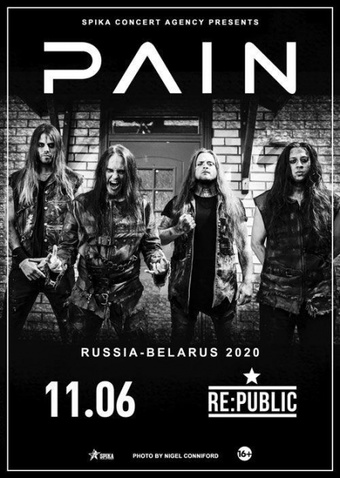 SPIKA CONCERT AGENCY PRESENTS
PAIN
RUSSIA-BELARUS 2020
11.06
RE:PUBLIC
SPIKA
PHOTO BY NIGEL CONNIFORD
16+